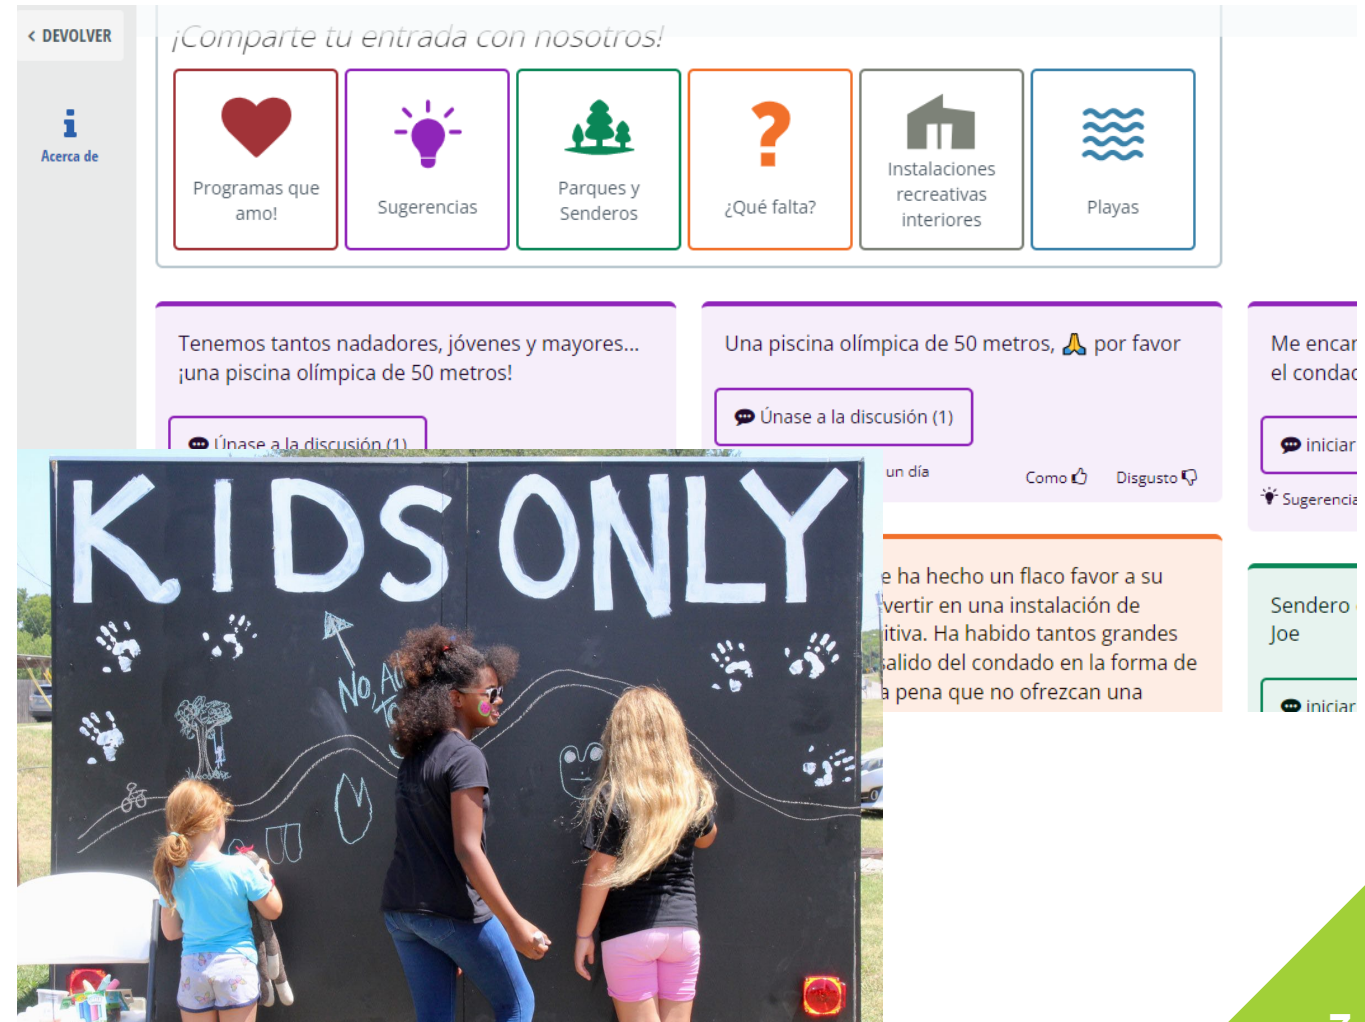 < DEVOLVER
Acerca de
¡Comparte tu entrada con nosotros!
Programas que
amo!
Sugerencias
Parques y
Senderos
¿Qué falta?
Instalaciones
recreativas
interiores
Playas
Tenemos tantos nadadores, jóvenes y mayores...
¡una piscina olímpica de 50 metros!
Únase a la discusión (1)
Una piscina olímpica de 50 metros, 🙏 por favor
Únase a la discusión (1)
un día
Como
Disgusto
Me
el
iniciar
e ha hecho un flaco favor a su
vertir en una instalación de
itiva. Ha habido tantos grandes
salido del condado en la forma de
a pena que no ofrezcan una
Sendero
Joe
iniciar
KIDS ONLY
No,